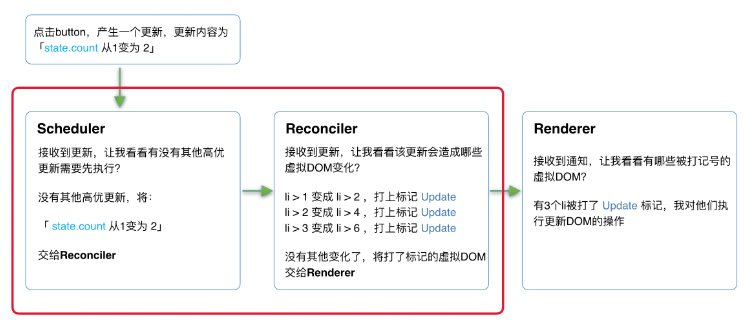 点击button，产生一个更新，更新内容为
「state.count 从1变为 2」
Scheduler
接收到更新，让我看看有没有其他高优
更新需要先执行？
没有其他高优更新，将：
「 state.count 从1变为 2」
交给Reconciler
Reconciler
接收到更新，让我看看该更新会造成哪些
虚拟DOM变化？
li > 1 变成 li > 2 ，打上标记 Update
li > 2 变成 li > 4 ，打上标记 Update
li > 3 变成 li > 6 ，打上标记 Update
没有其他变化了，将打了标记的虚拟DOM
交给Renderer
Renderer
接收到通知，让我看看有哪些被打记号的
虚拟DOM？
有3个li被打了 Update 标记，我对他们执
行更新DOM的操作